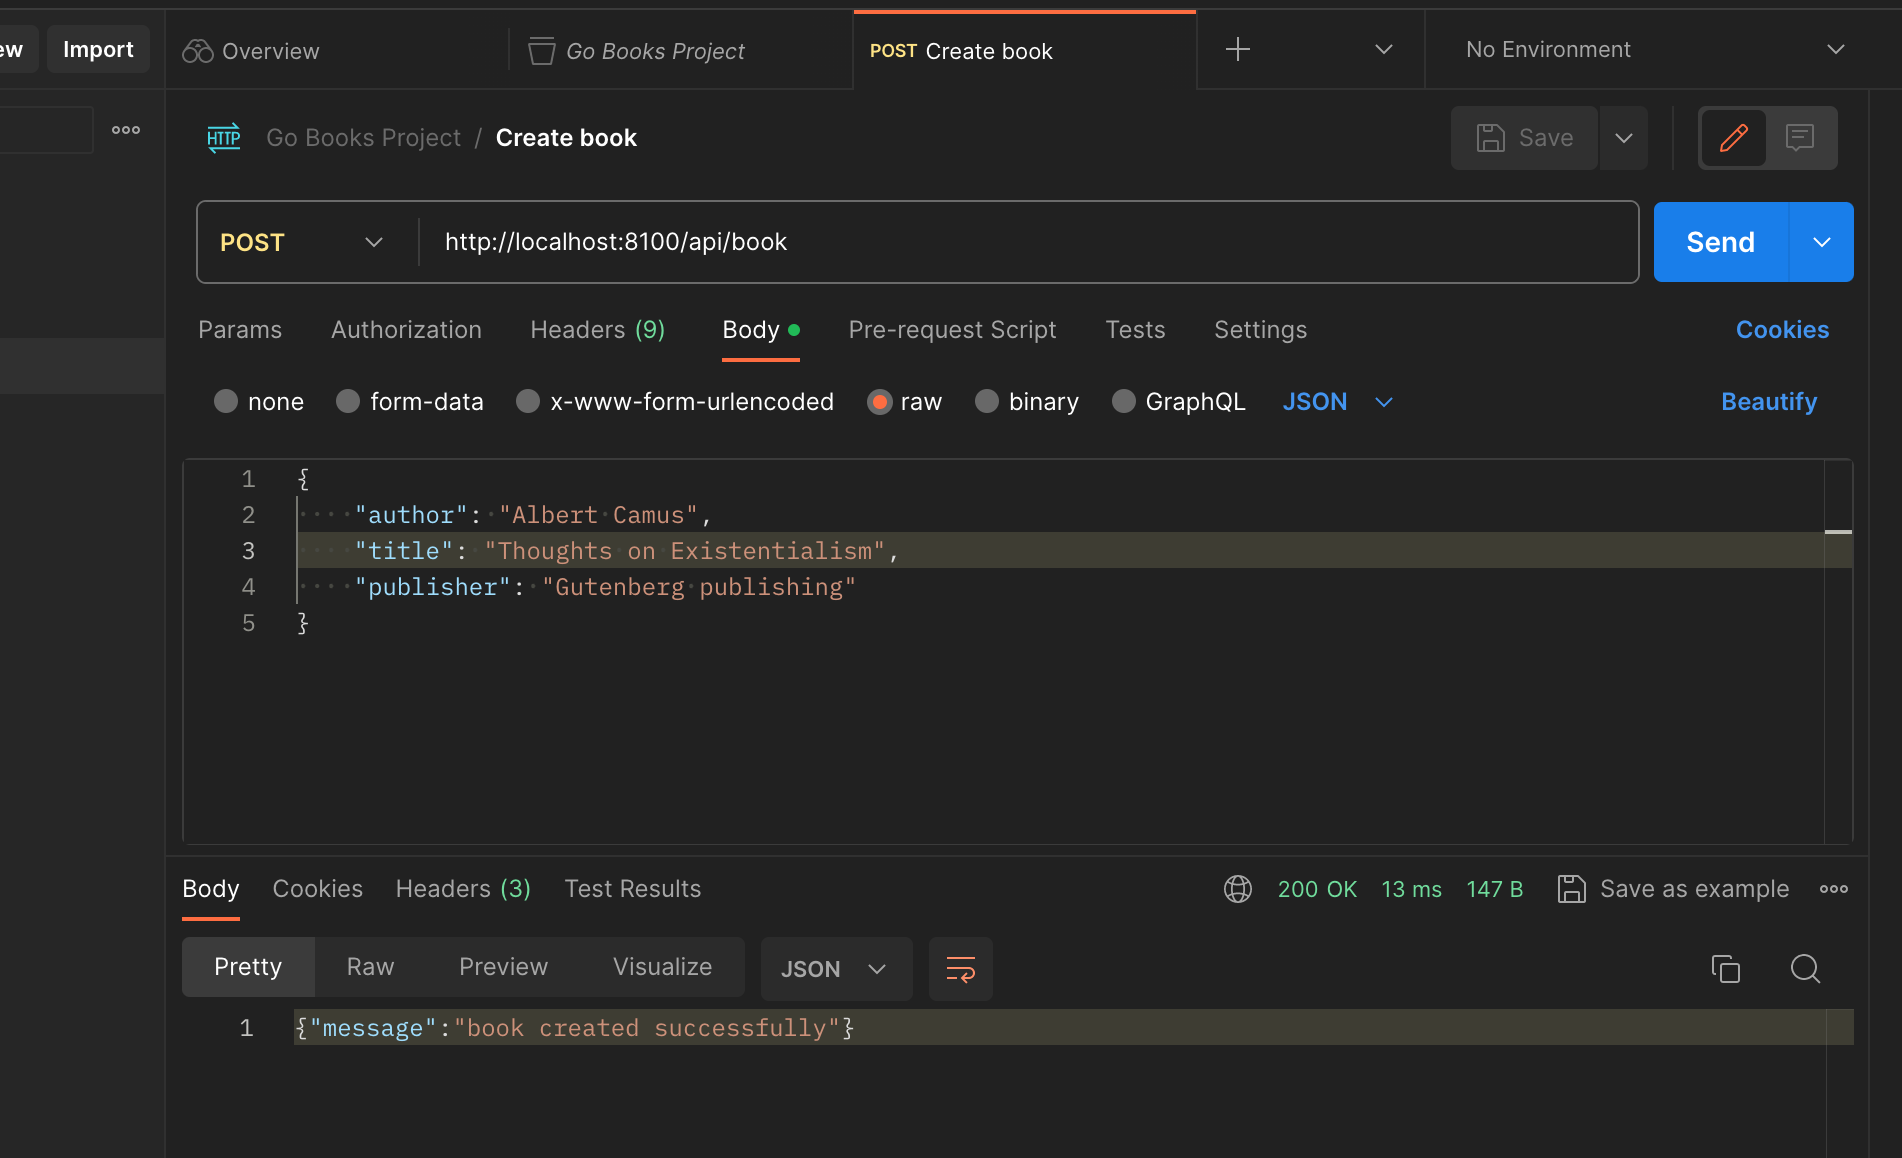 ew Import Overview Go Books Project POST Create book No Environment
HTTP Go Books Project / Create book Save
POST http://localhost:8100/api/book Send
Params Authorization Headers (9) Body Pre-request Script Tests Settings Cookies
none form-data x-www-form-urlencoded raw binary GraphQL JSON Beautify
1 {
2 "author": "Albert Camus",
3 "title": "Thoughts on Existentialism",
4 "publisher": "Gutenberg publishing"
5 }
Body Cookies Headers (3) Test Results 200 OK 13 ms 147 B Save as example
Pretty Raw Preview Visualize JSON
1 {"message":"book created successfully"}